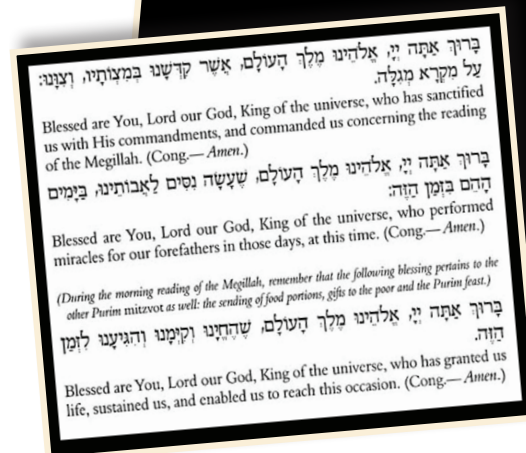 בָּרוּךְ אַתָּה יְיָ, אֱלֹהֵינוּ מֶלֶךְ הָעוֹלָם, אֲשֶׁר קִדְּשָׁנוּ בְּמִצְוֹתָיו, וְצִוָּנוּ:
עַל מִקְרָא מְגִלָּה.
Blessed are You, Lord our God, King of the universe, who has sanctified
us with His commandments, and commanded us concerning the reading
of the Megillah. (Cong.— Amen.)
בָּרוּךְ אַתָּה יְיָ, אֱלֹהֵינוּ מֶלֶךְ הָעוֹלָם, שֶׁעָשָׂה נִסִּים לַאֲבוֹתֵינוּ, בַּיָּמִים
הָהֵם בִּזְמַן הַזֶּה:
Blessed are You, Lord our God, King of the universe, who performed
miracles for our forefathers in those days, at this time. (Cong.— Amen.)
(During the morning reading of the Megillah, remember that the following blessing pertains to the
other Purim mitzvot as well: the sending of food portions, gifts to the poor and the Purim feast.)
בָּרוּךְ אַתָּה יְיָ, אֱלֹהֵינוּ מֶלֶךְ הָעוֹלָם, שֶׁהֶחֱיָנוּ וְקִיְּמָנוּ וְהִגִּיעָנוּ לִזְמַן
הַזֶּה.
Blessed are You, Lord our God, King of the universe, who has granted us
life, sustained us, and enabled us to reach this occasion. (Cong.— Amen.)